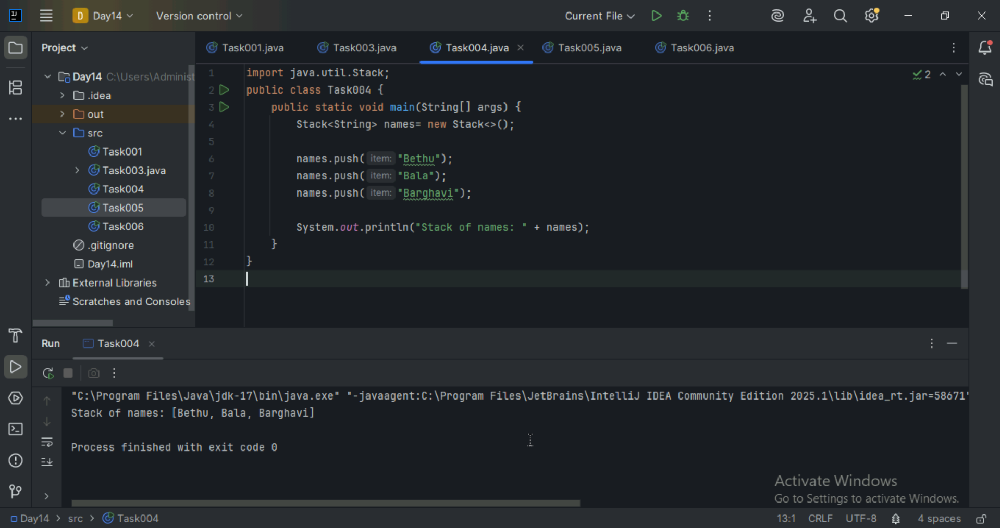 D Day14 Version control Current File
Project
Task001.java Task003.java Task004.java Task005.java Task006.java
Day14 C:\Users\Administ
.idea
out
src
Task001
Task003.java
Task004
Task005
Task006
.gitignore
Day14.iml
External Libraries
Scratches and Consoles
1 import java.util.Stack;
2 public class Task004 {
3 public static void main(String[] args) {
4 Stack<String> names= new Stack<>();
5
6 names.push( item: "Bethu");
7 names.push( item: "Bala");
8 names.push( item: "Barghavi");
9
10 System.out.println("Stack of names: " + names);
11 }
12 }
13
2
Run Task004
"C:\Program Files\Java\jdk-17\bin\java.exe" "-javaagent:C:\Program Files\JetBrains\IntelliJ IDEA Community Edition 2025.1\lib\idea_rt.jar=58671"
Stack of names: [Bethu, Bala, Barghavi]
Process finished with exit code 0
Activate Windows
Go to Settings to activate Windows.
Day14 > src > Task004 13:1 CRLF UTF-8 4 spaces